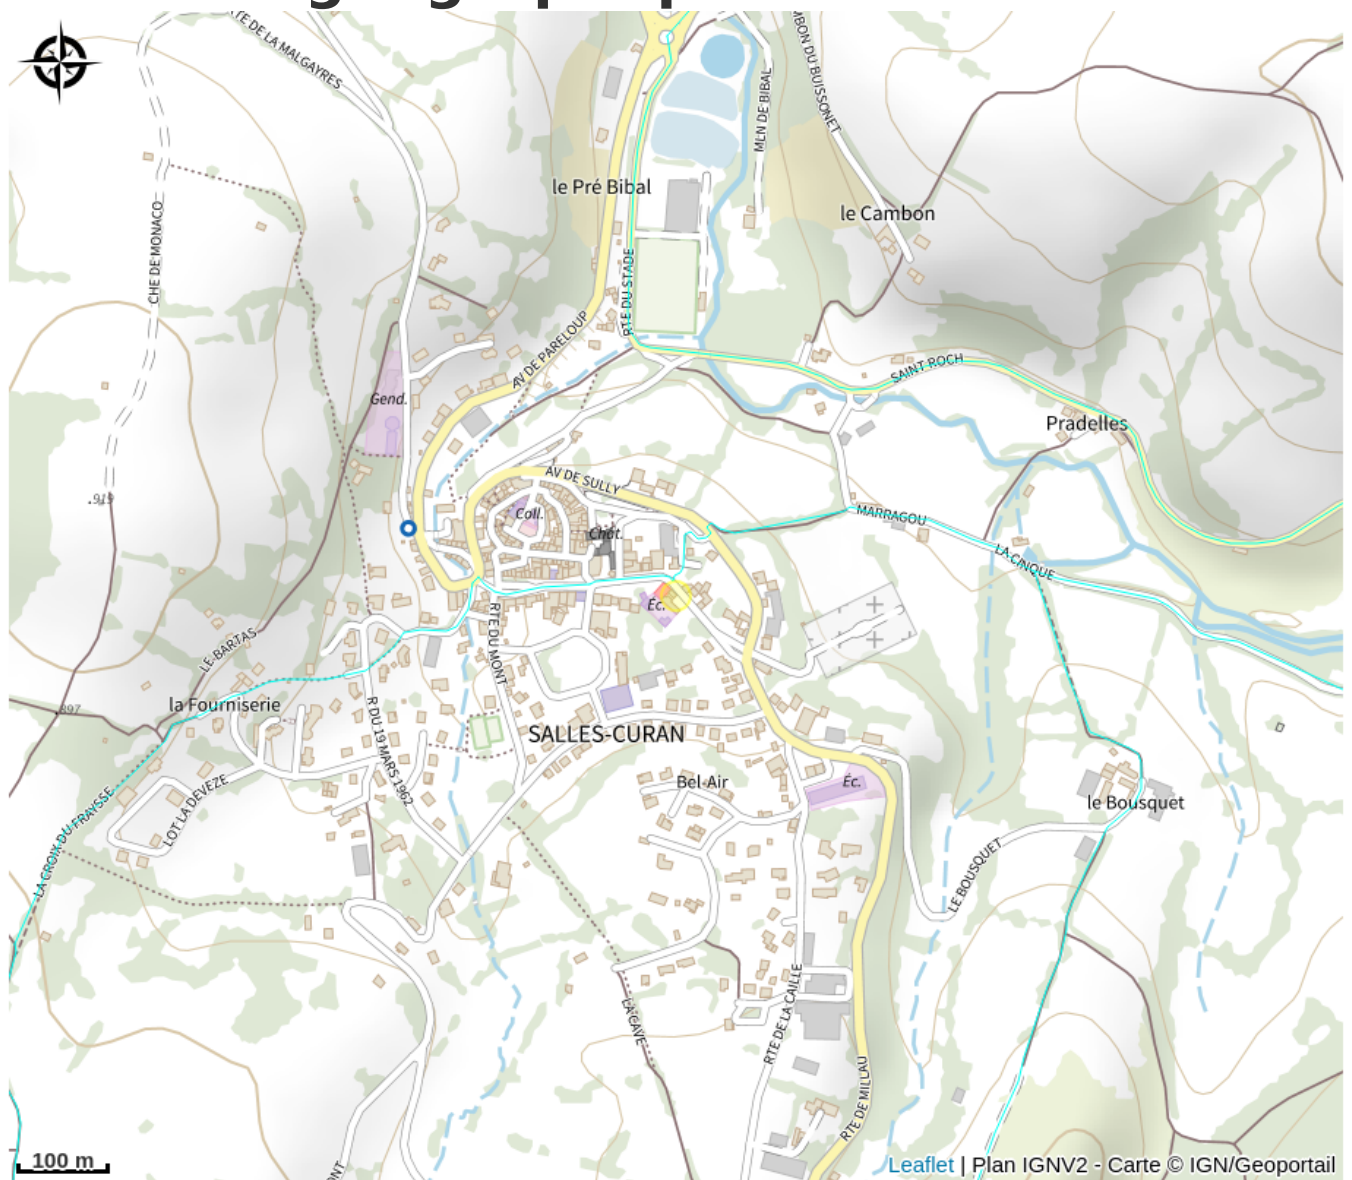 RTE DE LA MALGAYRES
MLN DE BIBAL
CHE DE MONACO
le Pré Bibal
le Cambon
RTE DU STADE
AV DE PARELOUP
SAINT ROCH
Gend.
Pradelles
AV DE SULLY
.919
Coll.
Chât.
MARRAGOU
LA CINQUE
Éc.
RTE DU MONT
LE BARTAS
la Fourniserie
897
R DU 19 MARS 1962
SALLES-CURAN
Bel-Air
Éc.
le Bousquet
LOT LA DEVEZE
LA CROIX DU FRAYSSE
LE BOUSQUET
LA CAVE
RTE DE LA CAILLE
RTE DE MILLAU
100 m
Leaflet | Plan IGNV2 - Carte © IGN/Geoportail